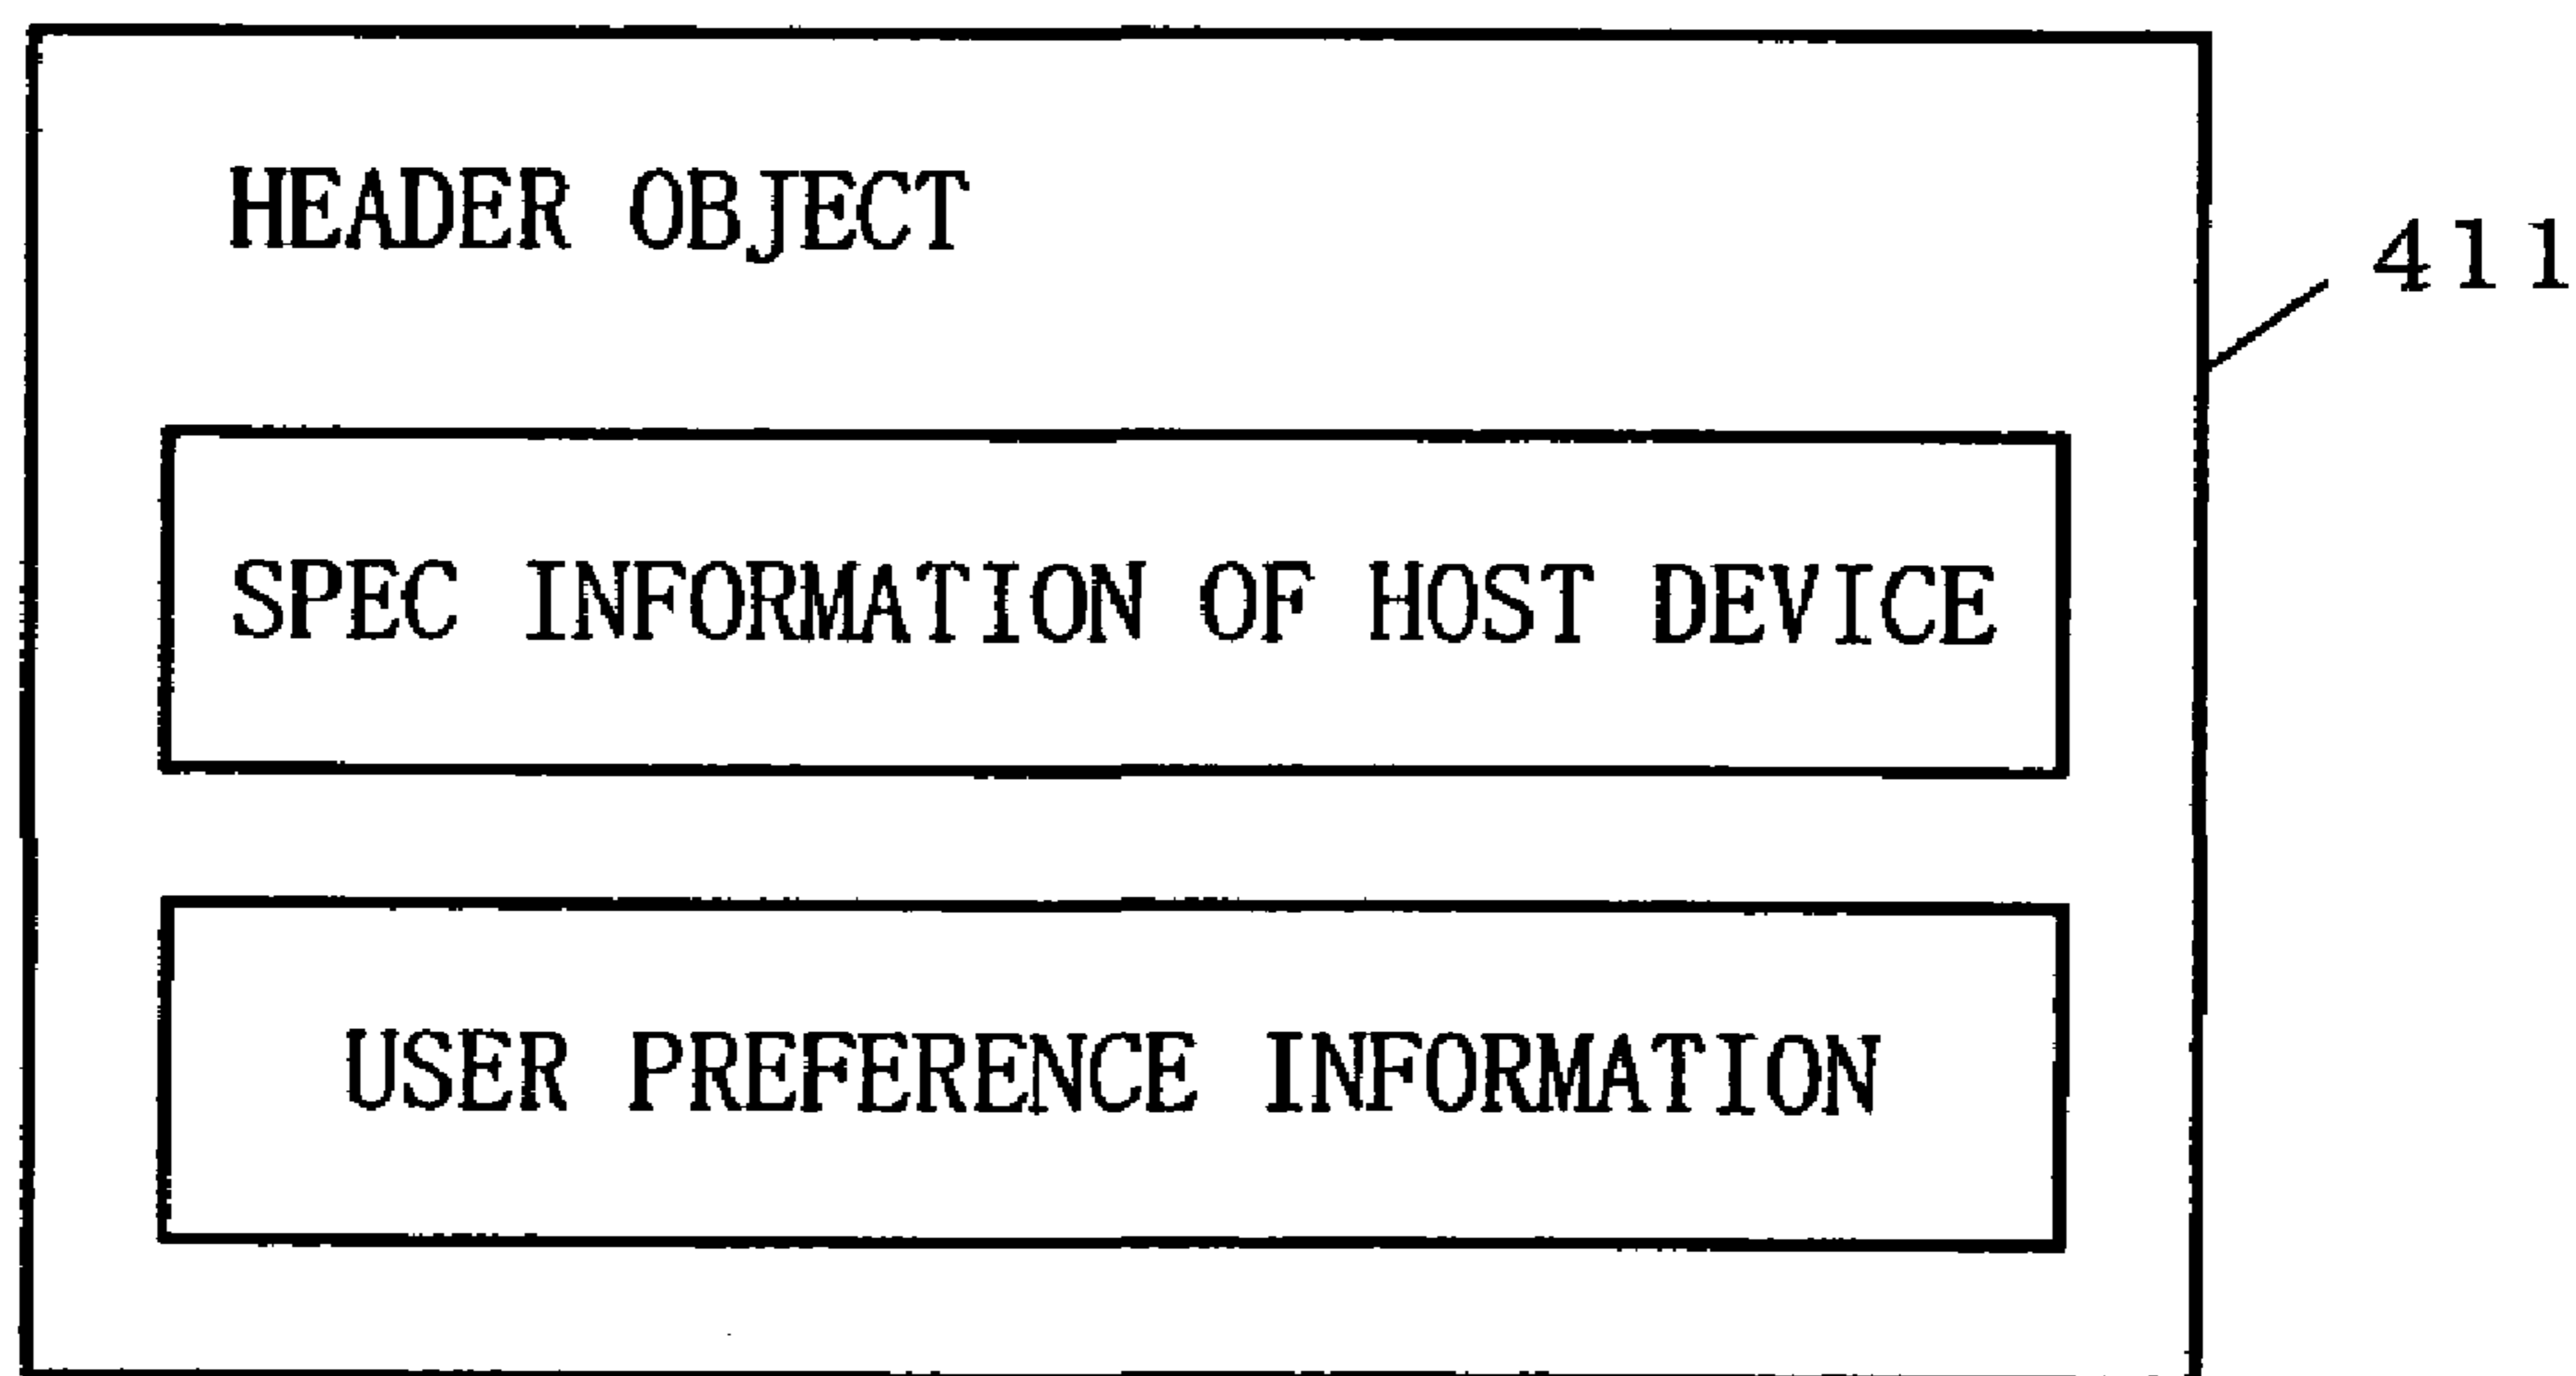 HEADER OBJECT
411
SPEC INFORMATION OF HOST DEVICE
USER PREFERENCE INFORMATION